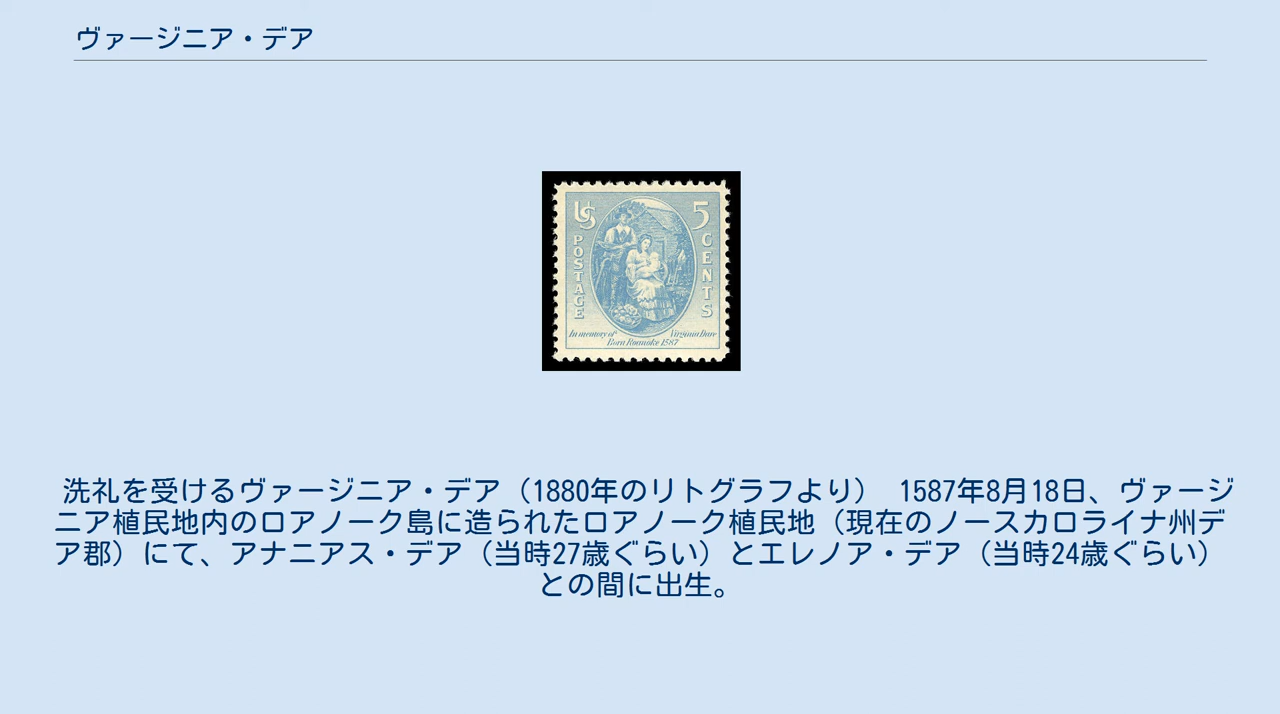 ヴァージニア・デア
US
POSTAGE
5
CENTS
In memory of Virginia Dare
Born Roanoke 1587
洗礼を受けるヴァージニア・デア（1880年のリトグラフより） 1587年8月18日、ヴァージ
ニア植民地内のロアノーク島に造られたロアノーク植民地（現在のノースカロライナ州デ
ア郡）にて、アナニアス・デア（当時27歳ぐらい）とエレノア・デア（当時24歳ぐらい）
との間に出生。